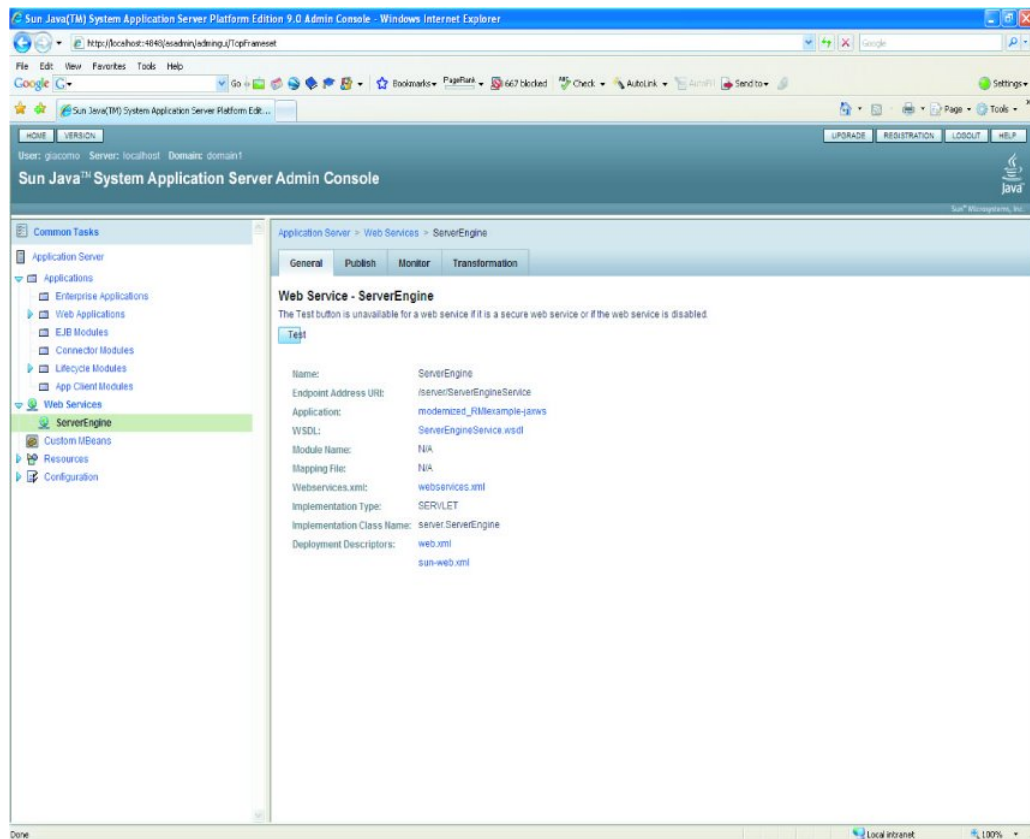 Sun Java(TM) System Application Server Platform Edition 9.0 Admin Console - Windows Internet Explorer
http://localhost:4848/asadmin/admingui/TopFrameset
Google
File Edit View Favorites Tools Help
Google G Go Bookmarks PageRank 667 blocked Check AutoLink AutoFill Send to Settings
Sun Java(TM) System Application Server Platform Edit...
Page Tools
HOME VERSION UPGRADE REGISTRATION LOGOUT HELP
User: giacomo Server: localhost Domain: domain1
Sun Java™ System Application Server Admin Console
Java
Sun™ Microsystems, Inc.
Common Tasks
Application Server
Applications
Enterprise Applications
Web Applications
EJB Modules
Connector Modules
Lifecycle Modules
App Client Modules
Web Services
ServerEngine
Custom MBeans
Resources
Configuration
Application Server > Web Services > ServerEngine
General Publish Monitor Transformation
Web Service - ServerEngine
The Test button is unavailable for a web service if it is a secure web service or if the web service is disabled.
Test
Name: ServerEngine
Endpoint Address URI: /server/ServerEngineService
Application: modernized_RMIexample-jaxws
WSDL: ServerEngineService.wsdl
Module Name: N/A
Mapping File: N/A
Webservices.xml: webservices.xml
Implementation Type: SERVLET
Implementation Class Name: server.ServerEngine
Deployment Descriptors: web.xml
sun-web.xml
Done Local intranet 100%